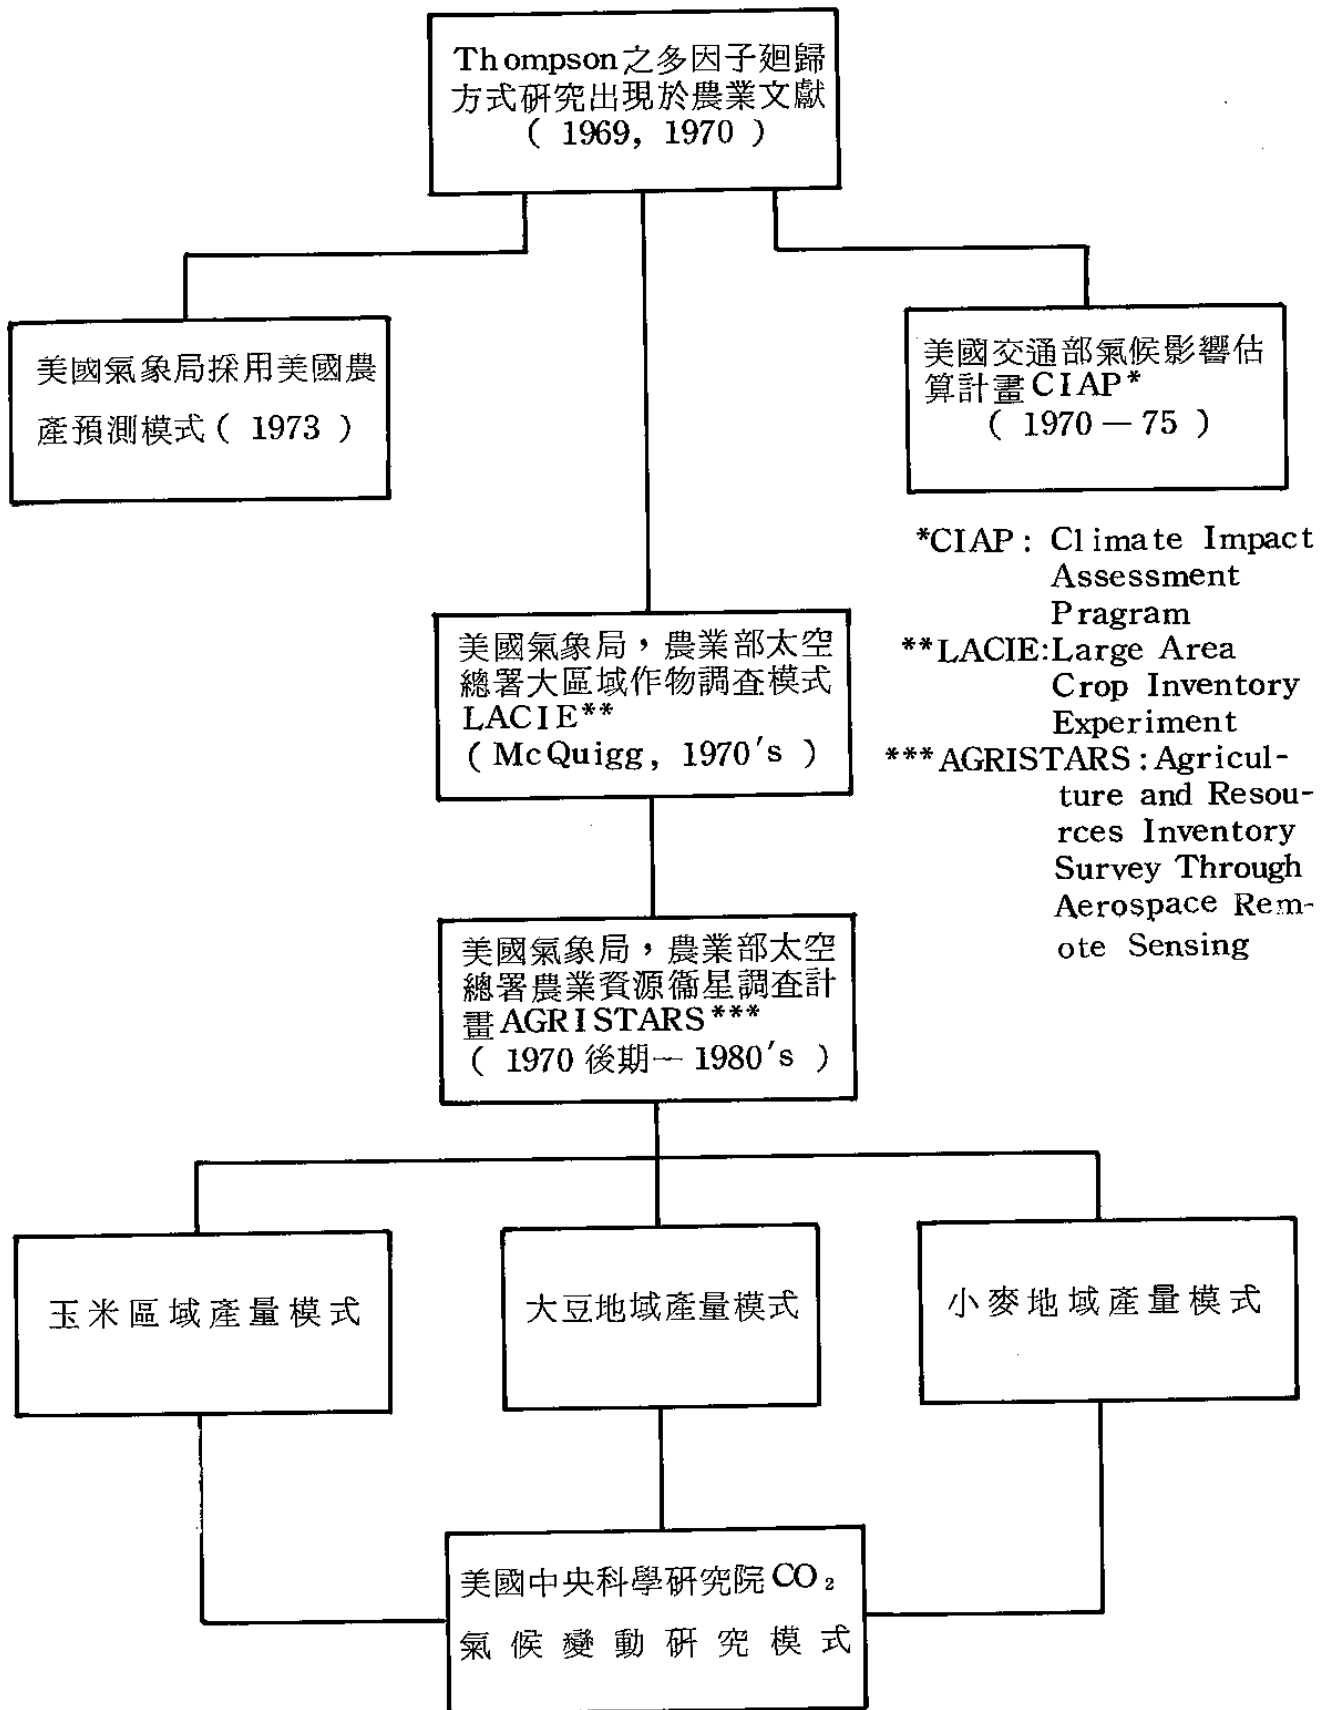 Thompson之多因子廻歸
方式研究出現於農業文獻
( 1969, 1970 )
美國氣象局採用美國農
產預測模式( 1973 )
美國交通部氣候影響估
算計畫CIAP*
( 1970 — 75 )
*CIAP : Climate Impact
Assessment
Pragram
**LACIE:Large Area
Crop Inventory
Experiment
***AGRISTARS : Agricul-
ture and Resou-
rces Inventory
Survey Through
Aerospace Rem-
ote Sensing
美國氣象局，農業部太空
總署大區域作物調查模式
LACIE**
( McQuigg, 1970's )
美國氣象局，農業部太空
總署農業資源衞星調查計
畫AGRISTARS***
( 1970 後期一 1980's )
玉米區域產量模式
大豆地域產量模式
小麥地域產量模式
美國中央科學研究院CO₂
氣候變動研究模式